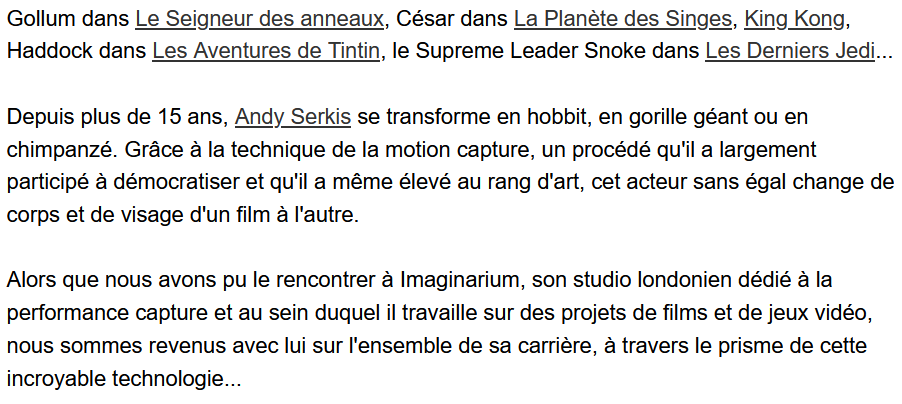 Gollum dans Le Seigneur des anneaux, César dans La Planète des Singes, King Kong,
Haddock dans Les Aventures de Tintin, le Supreme Leader Snoke dans Les Derniers Jedi...
Depuis plus de 15 ans, Andy Serkis se transforme en hobbit, en gorille géant ou en
chimpanzé. Grâce à la technique de la motion capture, un procédé qu'il a largement
participé à démocratiser et qu'il a même élevé au rang d'art, cet acteur sans égal change de
corps et de visage d'un film à l'autre.
Alors que nous avons pu le rencontrer à Imaginarium, son studio londonien dédié à la
performance capture et au sein duquel il travaille sur des projets de films et de jeux vidéo,
nous sommes revenus avec lui sur l'ensemble de sa carrière, à travers le prisme de cette
incroyable technologie...